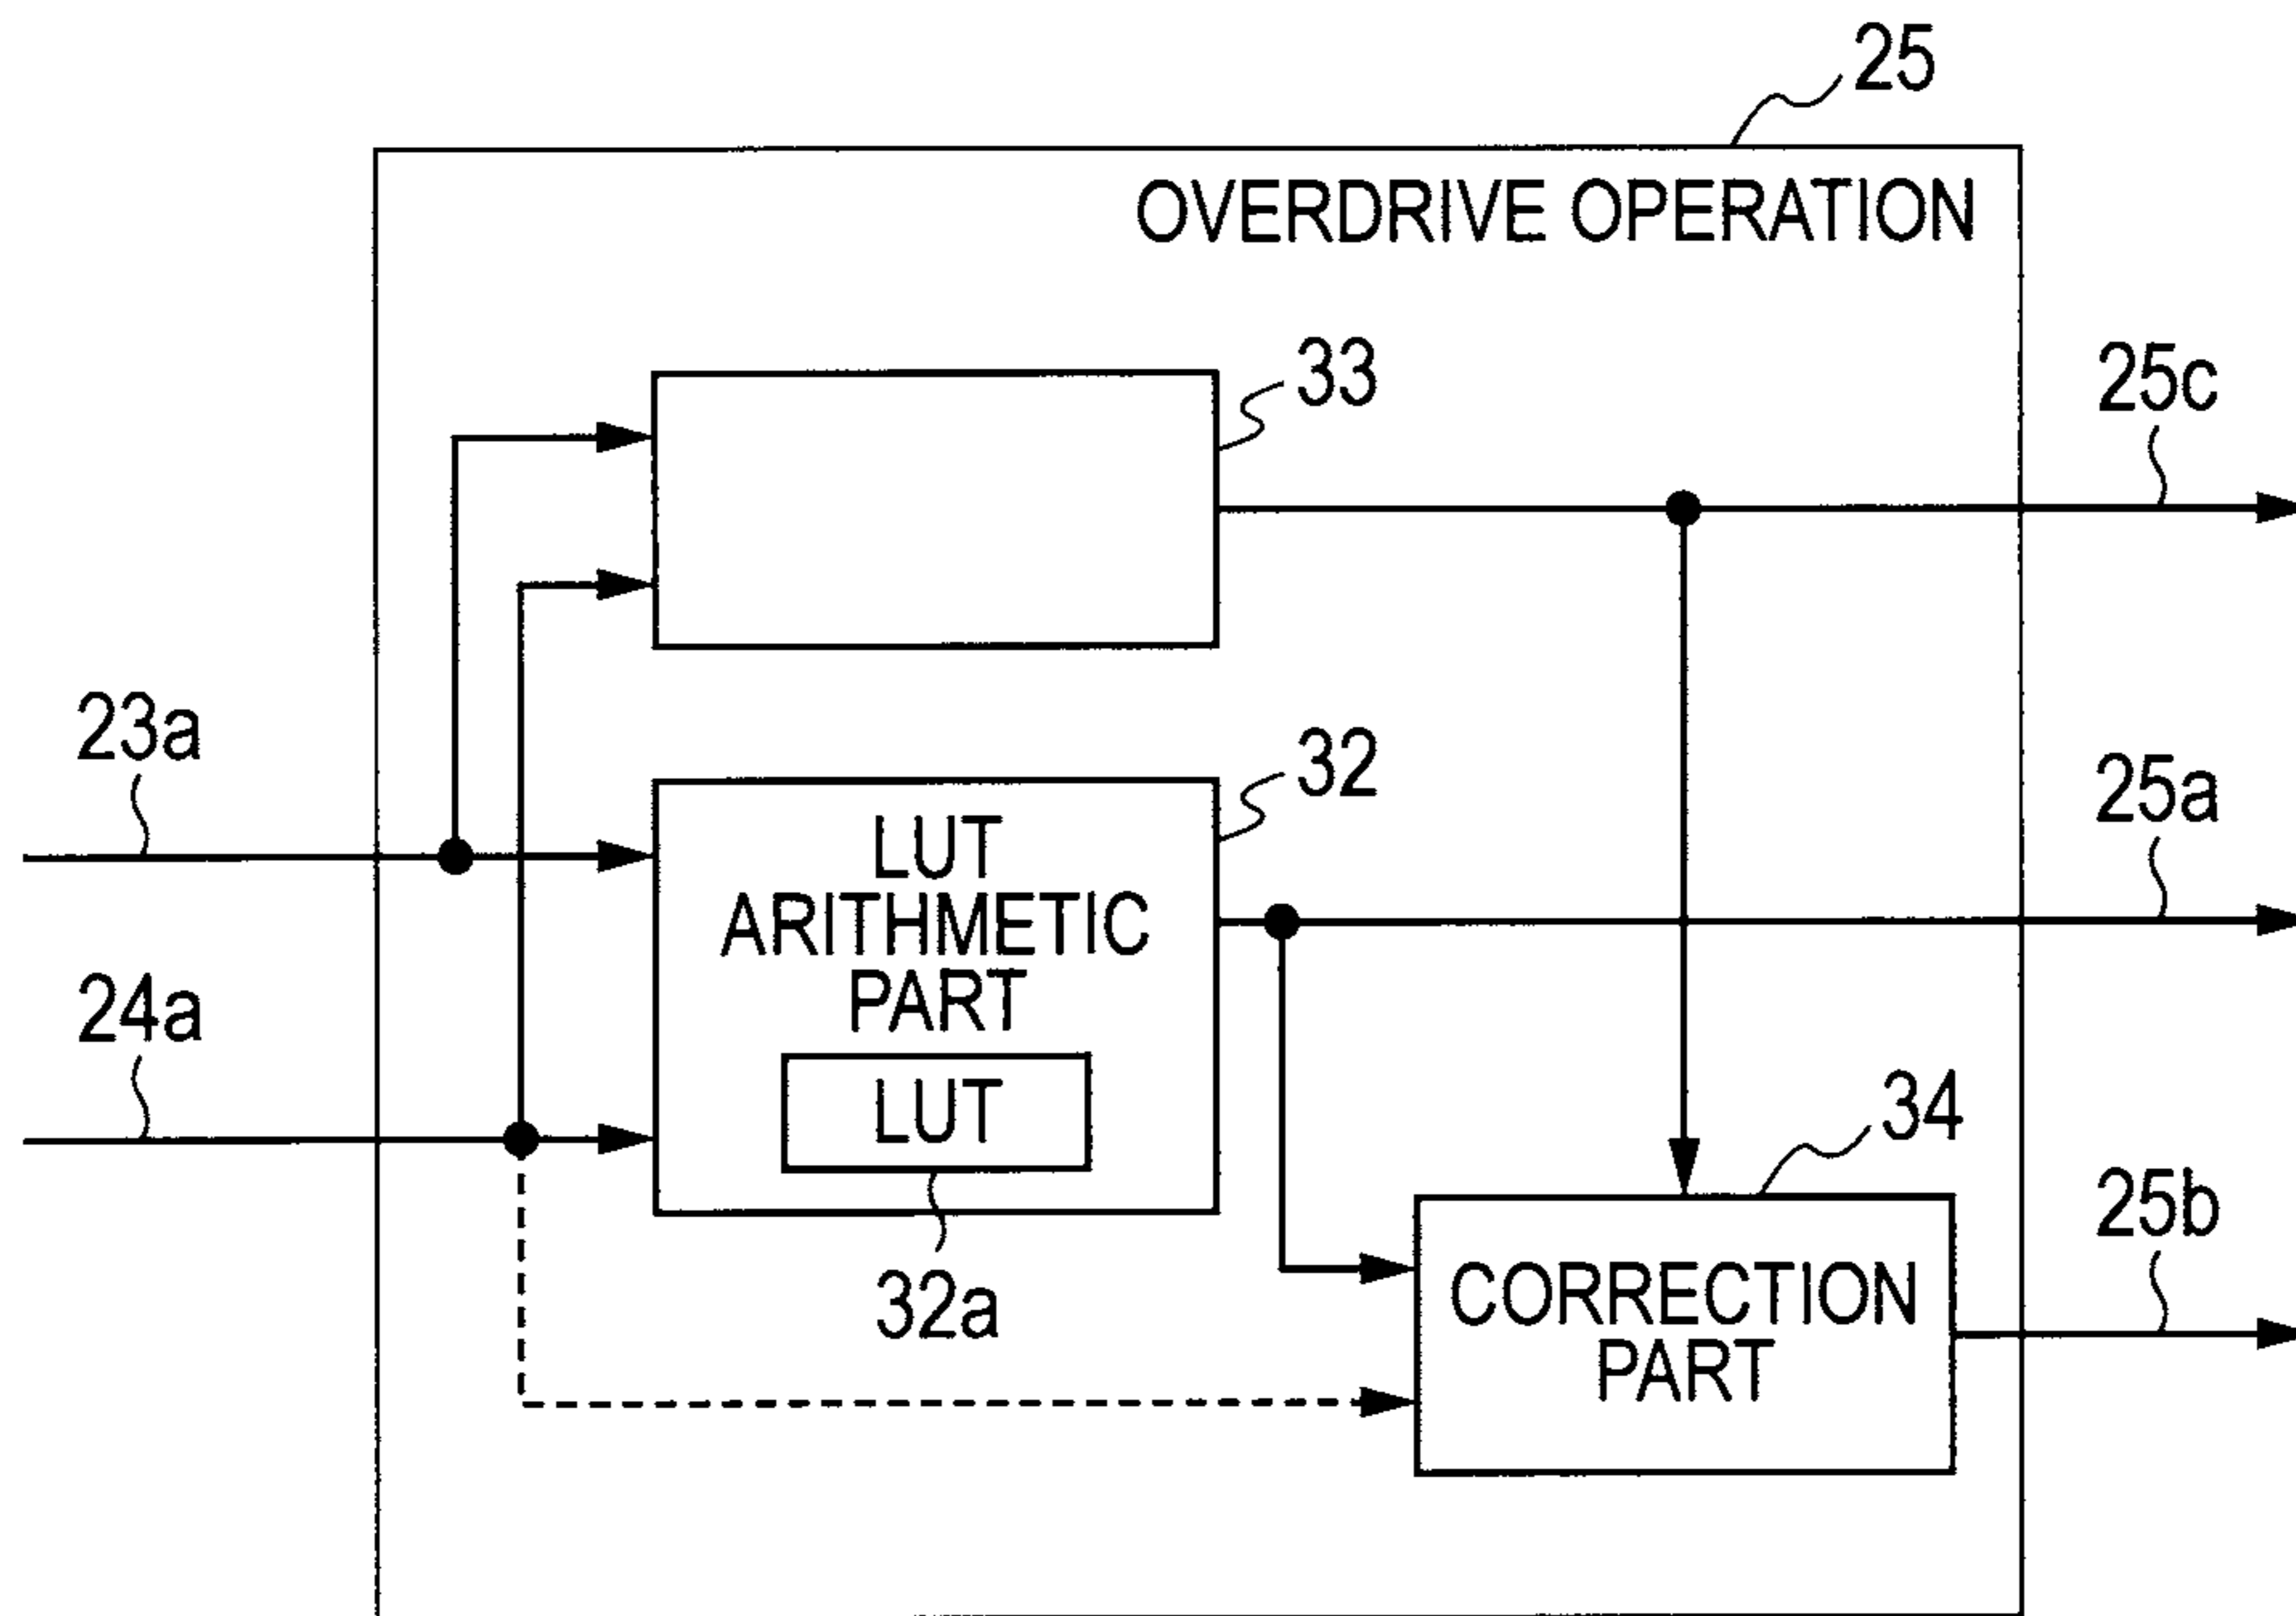 25
OVERDRIVE OPERATION
33
25c
23a
32
25a
LUT
ARITHMETIC
PART
24a
LUT
34
25b
CORRECTION
PART
32a